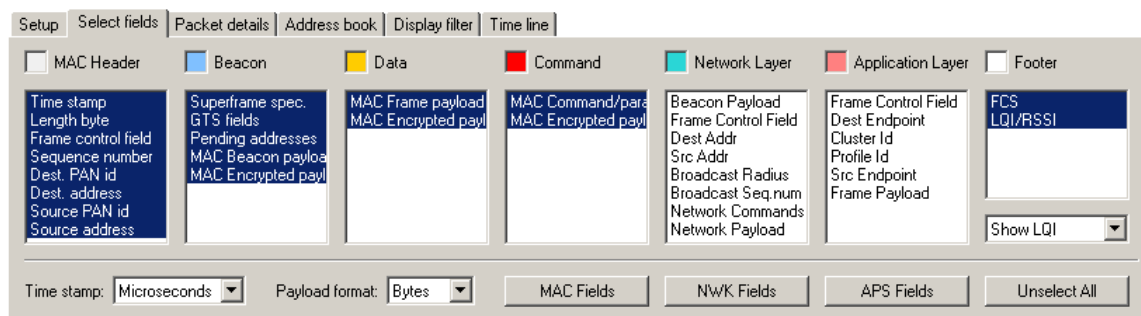 Setup
Select fields
Packet details
Address book
Display filter
Time line
MAC Header
Beacon
Data
Command
Network Layer
Application Layer
Footer
Time stamp
Length byte
Frame control field
Sequence number
Dest. PAN id
Dest. address
Source PAN id
Source address
Superframe spec.
GTS fields
Pending addresses
MAC Beacon payloa
MAC Encrypted payl
MAC Frame payload
MAC Encrypted payl
MAC Command/para
MAC Encrypted payl
Beacon Payload
Frame Control Field
Dest Addr
Src Addr
Broadcast Radius
Broadcast Seq.num
Network Commands
Network Payload
Frame Control Field
Dest Endpoint
Cluster Id
Profile Id
Src Endpoint
Frame Payload
FCS
LQI/RSSI
Show LQI
Time stamp:
Microseconds
Payload format:
Bytes
MAC Fields
NWK Fields
APS Fields
Unselect All